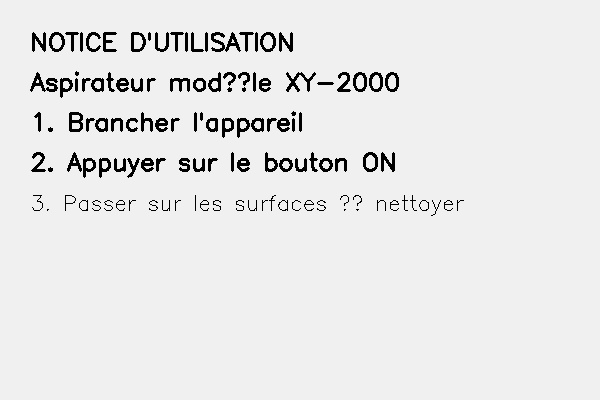 NOTICE D'UTILISATION
Aspirateur mod??le XY-2000
1. Brancher l'appareil
2. Appuyer sur le bouton ON
3. Passer sur les surfaces ?? nettoyer